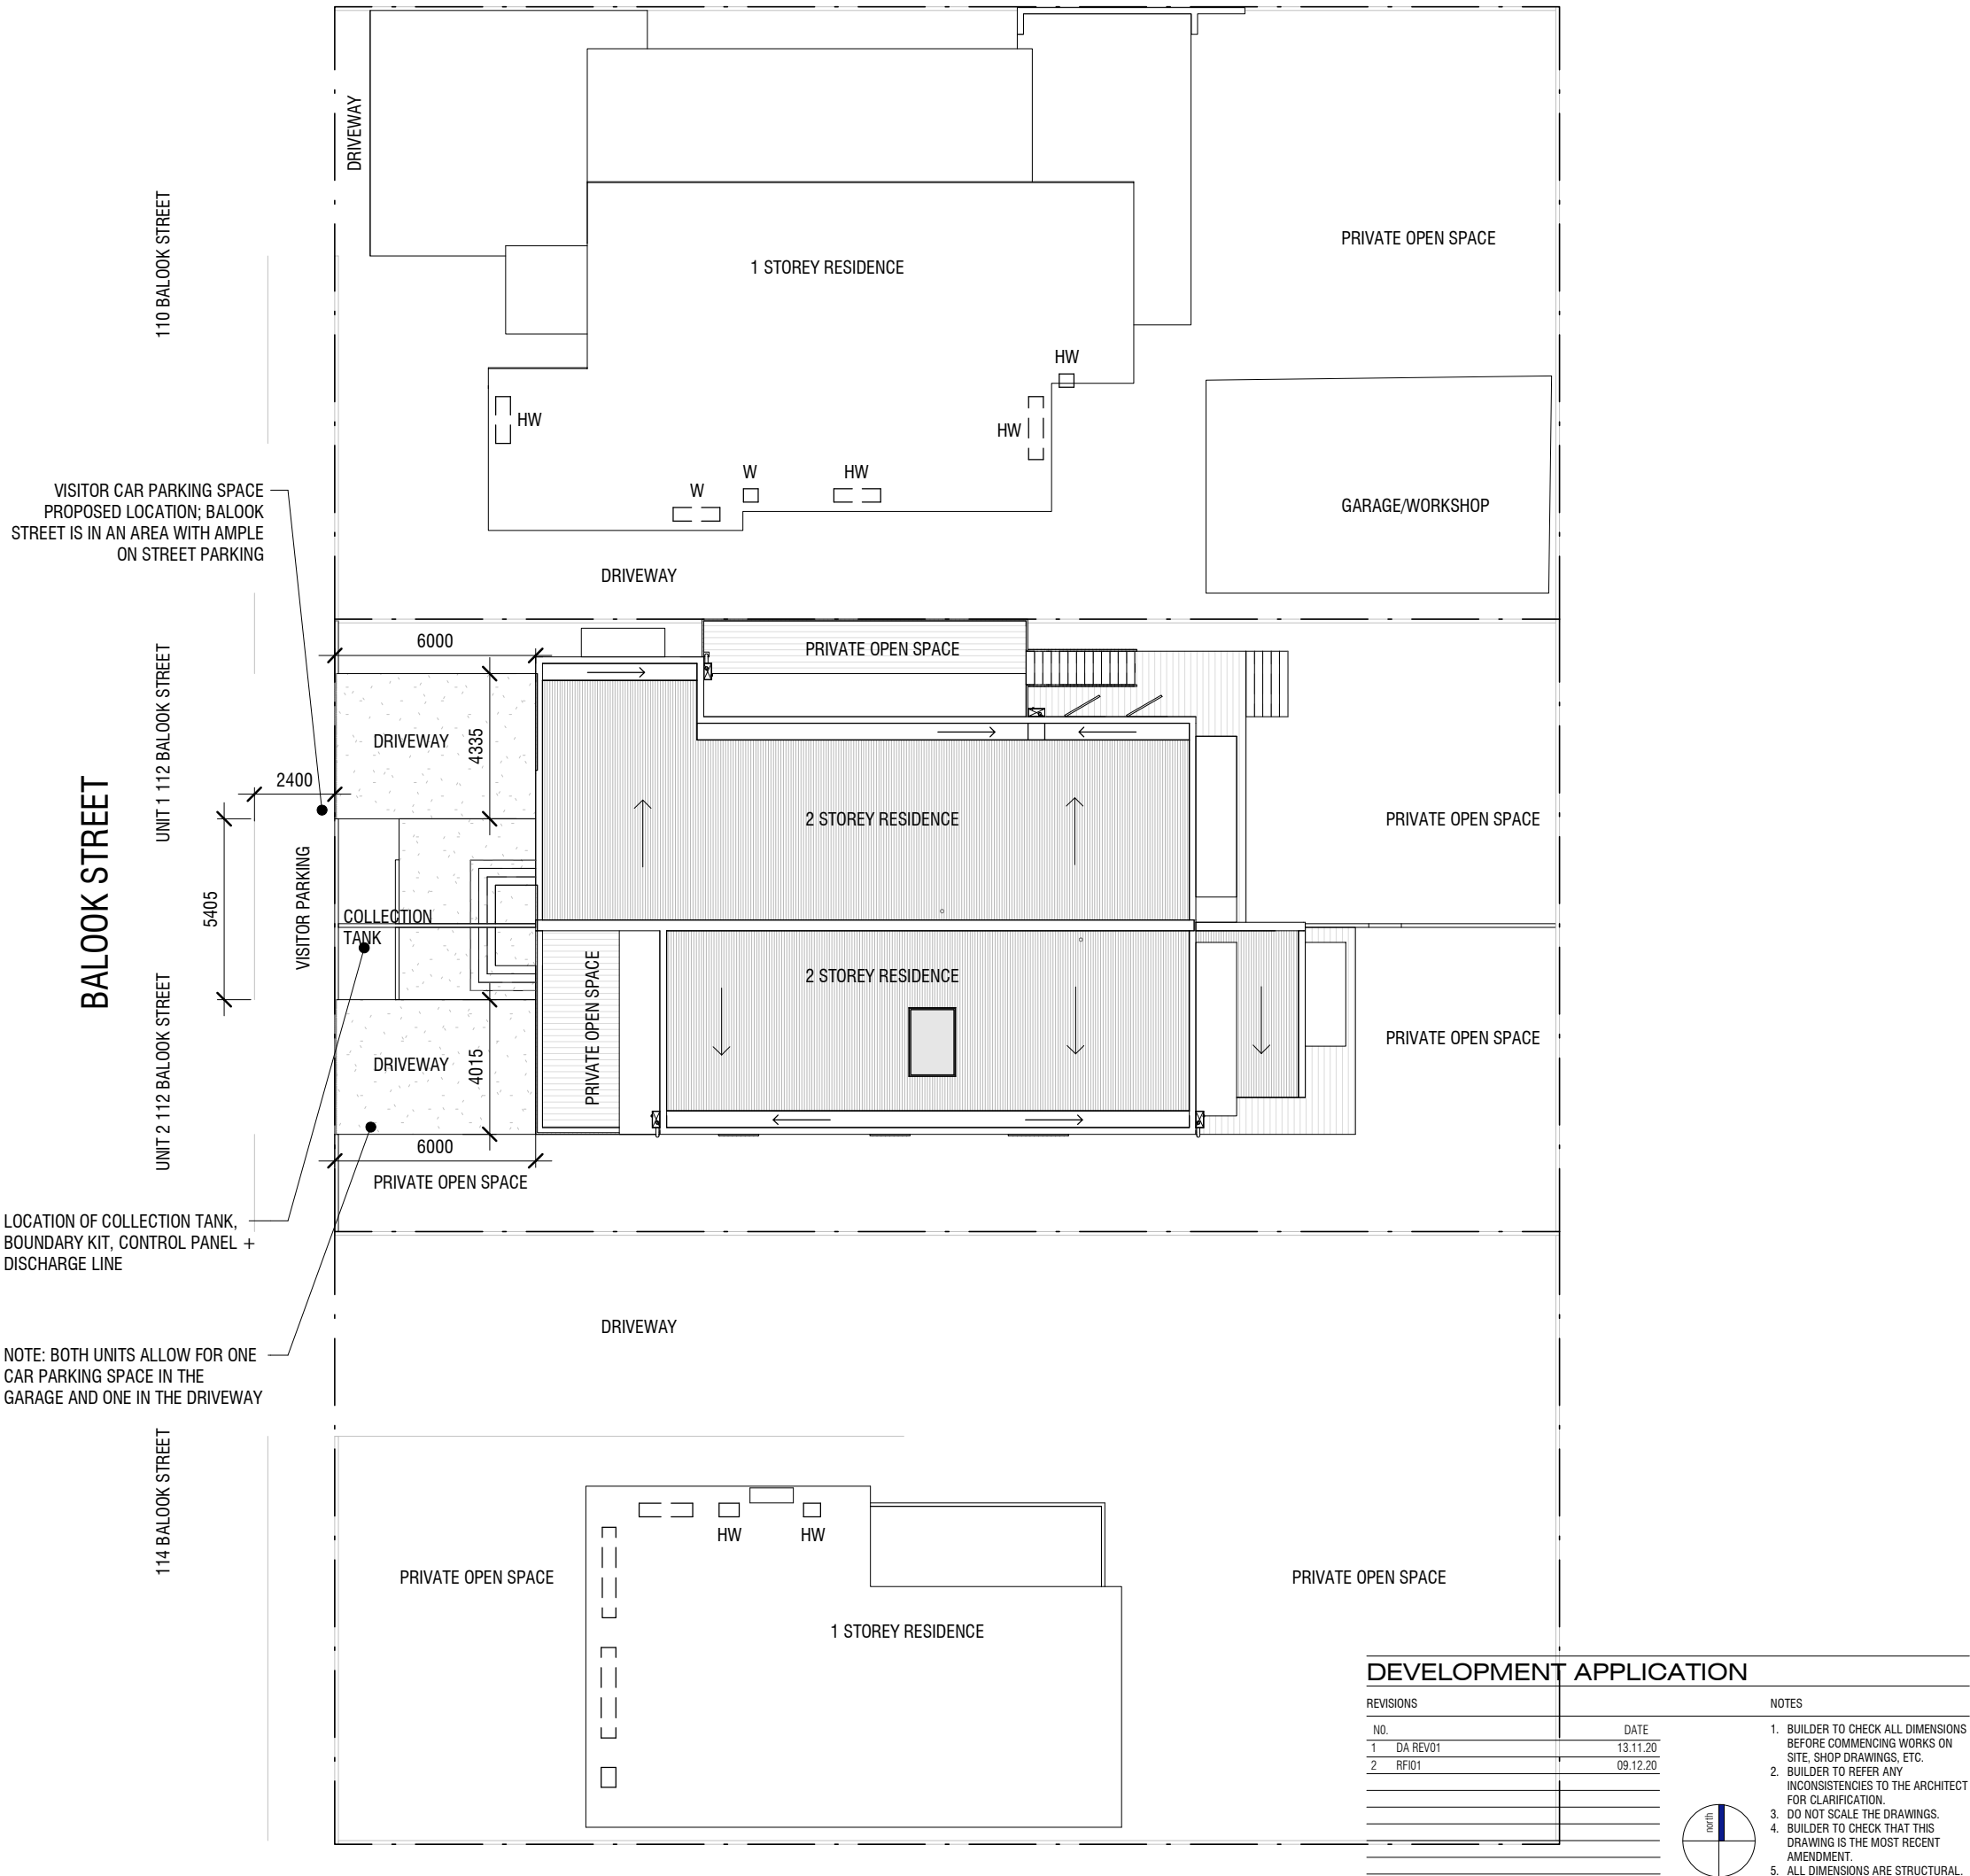 DRIVEWAY
110 BALOOK STREET
1 STOREY RESIDENCE
PRIVATE OPEN SPACE
HW
HW
HW
W
W
HW
GARAGE/WORKSHOP
DRIVEWAY
VISITOR CAR PARKING SPACE
PROPOSED LOCATION; BALOOK
STREET IS IN AN AREA WITH AMPLE
ON STREET PARKING
UNIT 1 112 BALOOK STREET
6000
PRIVATE OPEN SPACE
DRIVEWAY
4335
2400
2 STOREY RESIDENCE
PRIVATE OPEN SPACE
BALOOK STREET
5405
VISITOR PARKING
COLLECTION
TANK
UNIT 2 112 BALOOK STREET
PRIVATE OPEN SPACE
2 STOREY RESIDENCE
PRIVATE OPEN SPACE
DRIVEWAY
4015
6000
PRIVATE OPEN SPACE
LOCATION OF COLLECTION TANK,
BOUNDARY KIT, CONTROL PANEL +
DISCHARGE LINE
DRIVEWAY
NOTE: BOTH UNITS ALLOW FOR ONE
CAR PARKING SPACE IN THE
GARAGE AND ONE IN THE DRIVEWAY
114 BALOOK STREET
HW
HW
PRIVATE OPEN SPACE
PRIVATE OPEN SPACE
1 STOREY RESIDENCE
DEVELOPMENT APPLICATION
REVISIONS
NO. DATE
1 DA REV01 13.11.20
2 RFI01 09.12.20
north
NOTES
1. BUILDER TO CHECK ALL DIMENSIONS
BEFORE COMMENCING WORKS ON
SITE, SHOP DRAWINGS, ETC.
2. BUILDER TO REFER ANY
INCONSISTENCIES TO THE ARCHITECT
FOR CLARIFICATION.
3. DO NOT SCALE THE DRAWINGS.
4. BUILDER TO CHECK THAT THIS
DRAWING IS THE MOST RECENT
AMENDMENT.
5. ALL DIMENSIONS ARE STRUCTURAL.